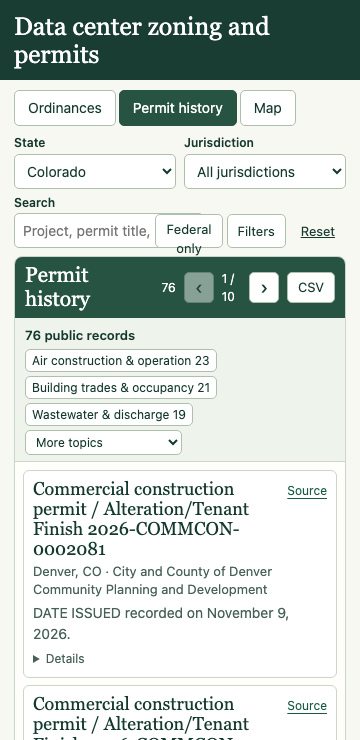 Data center zoning and
permits
Ordinances
Permit history
Map
State
Jurisdiction
Colorado
All jurisdictions
Search
Project, permit title,
Federal
only
Filters
Reset
Permit
history
76
‹
1 /
10
›
CSV
76 public records
Air construction & operation 23
Building trades & occupancy 21
Wastewater & discharge 19
More topics
Commercial construction
permit / Alteration/Tenant
Finish 2026-COMMCON-
0002081
Source
Denver, CO · City and County of Denver
Community Planning and Development
DATE ISSUED recorded on November 9,
2026.
Details
Commercial construction
permit / Alteration/Tenant
Source